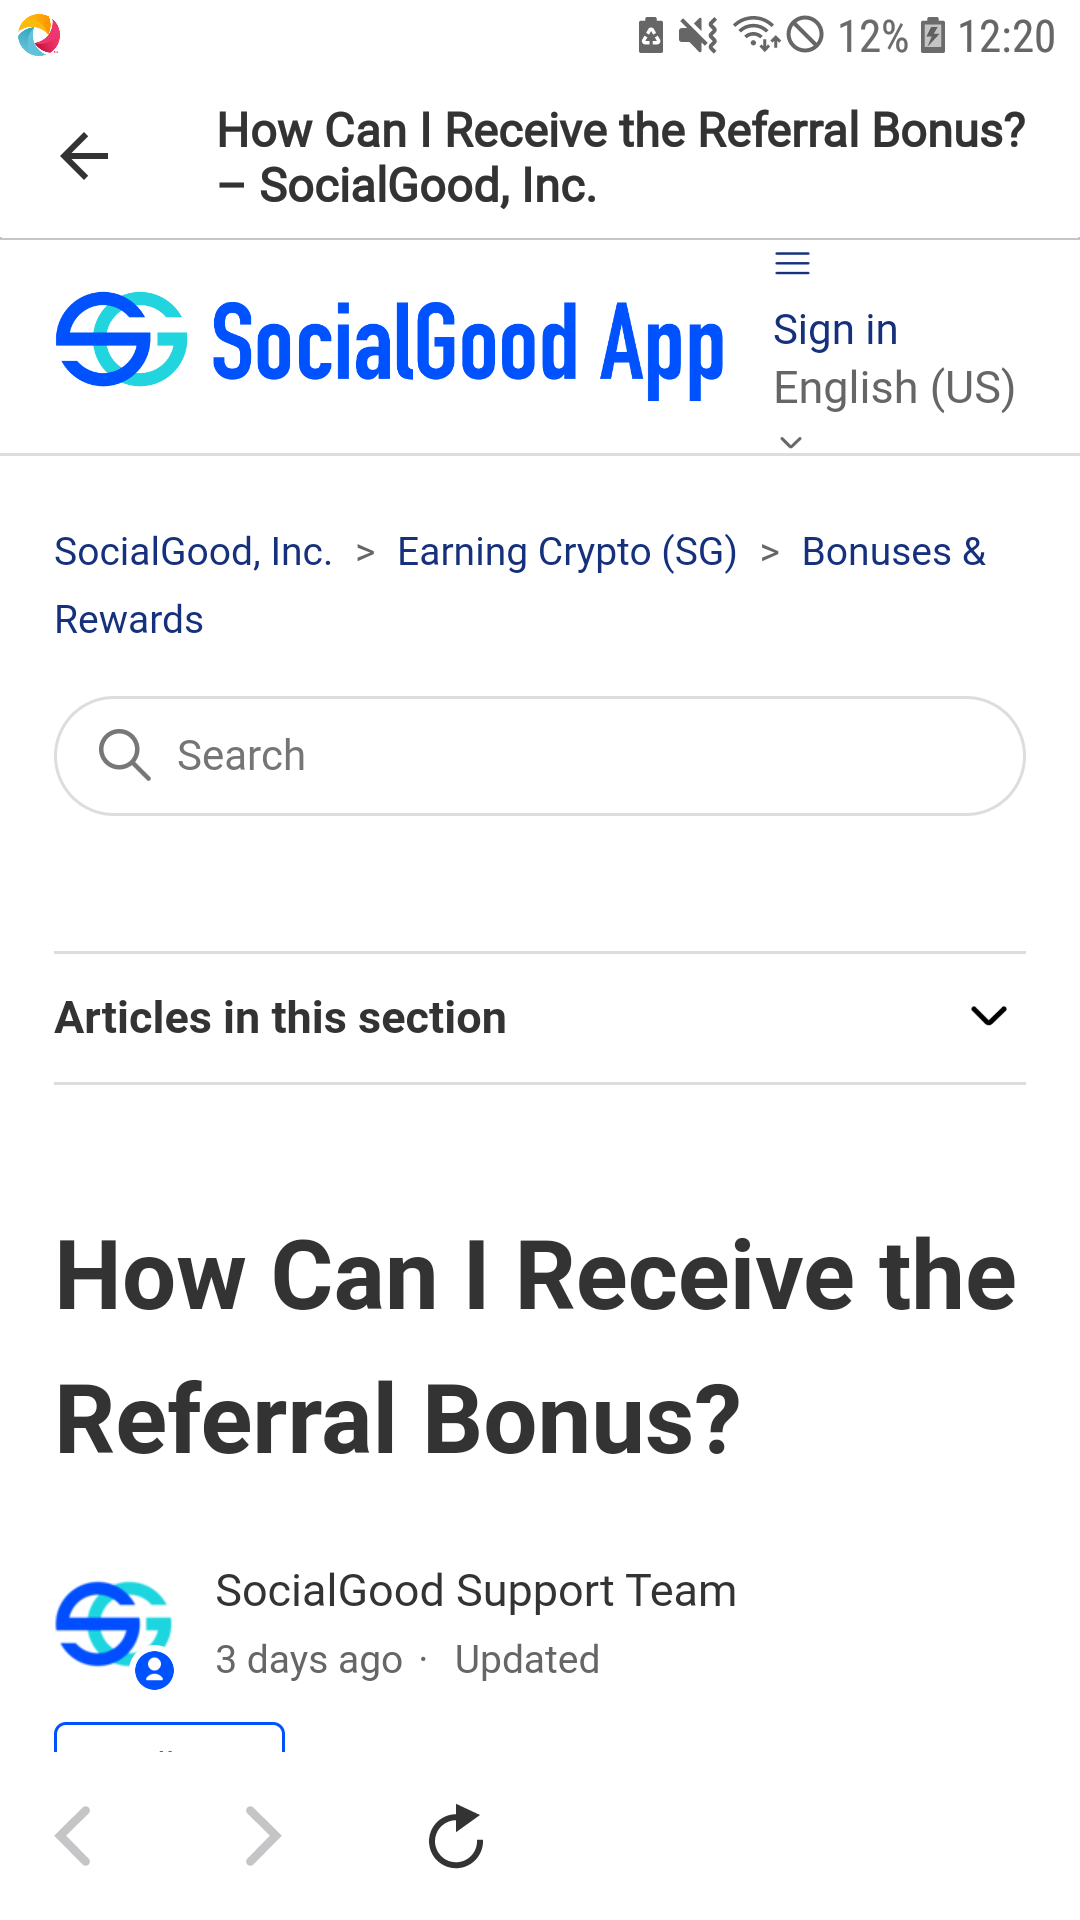 12% 12:20
How Can I Receive the Referral Bonus?
– SocialGood, Inc.
SocialGood App
Sign in
English (US)
SocialGood, Inc. > Earning Crypto (SG) > Bonuses &
Rewards
Search
Articles in this section
How Can I Receive the
Referral Bonus?
SocialGood Support Team
3 days ago · Updated